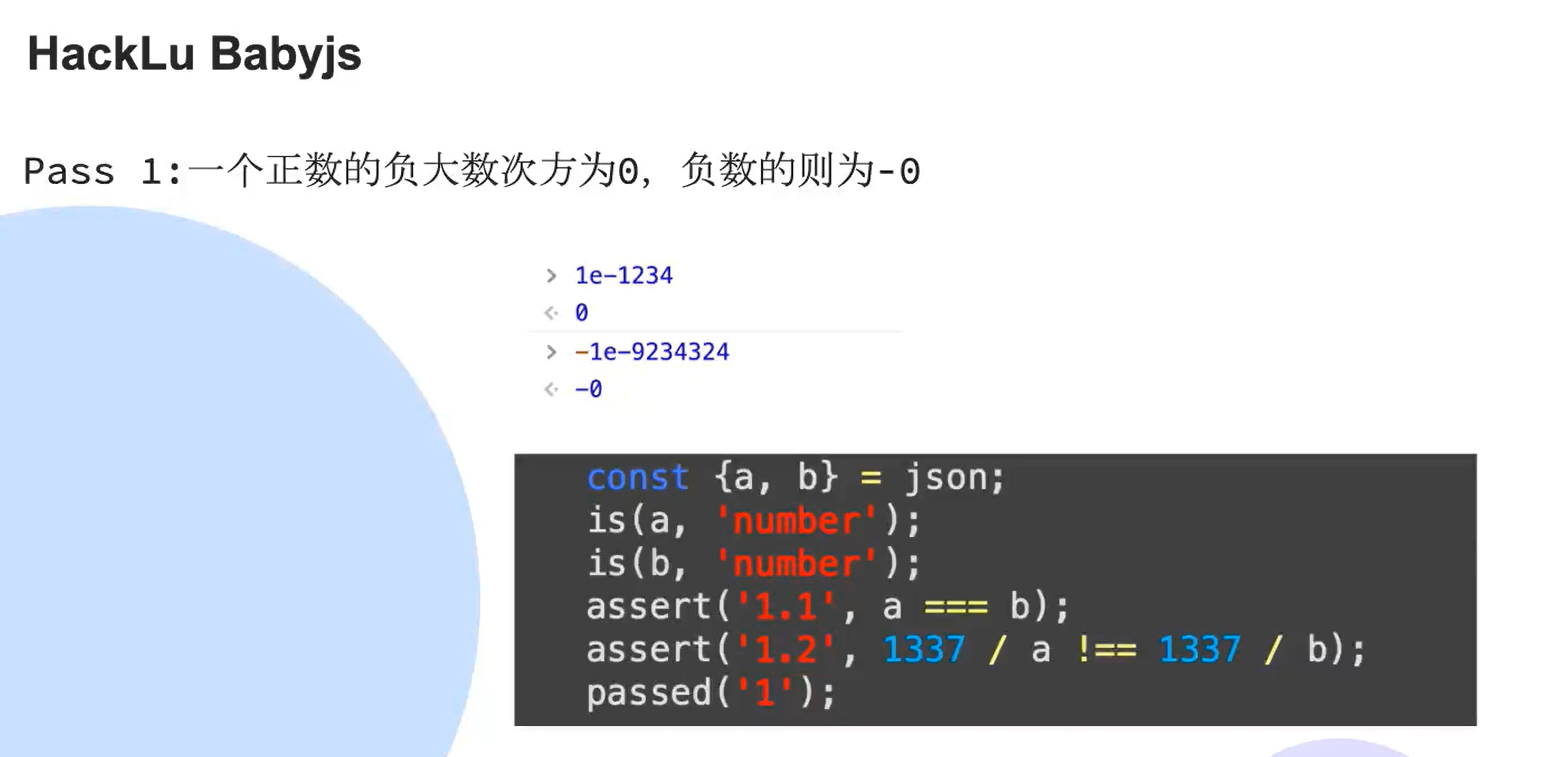 HackLu Babyjs
Pass 1:一个正数的负大数次方为0, 负数的则为-0
> 1e-1234
< 0
> -1e-9234324
< -0
const {a, b} = json;
is(a, 'number');
is(b, 'number');
assert('1.1', a === b);
assert('1.2', 1337 / a !== 1337 / b);
passed('1');